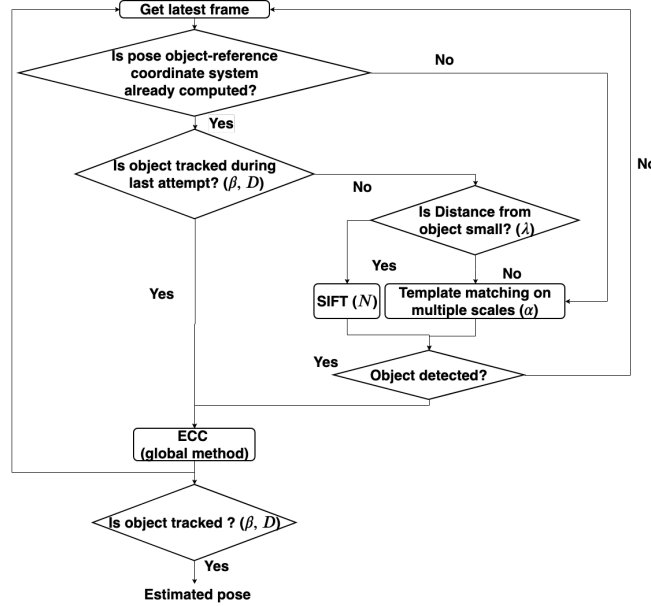 Get latest frame
Is pose object-reference
coordinate system
already computed?
No
Yes
Is object tracked during
last attempt? (β, D)
No
No
Is Distance from
object small? (λ)
Yes
Yes
No
SIFT (N)
Template matching on
multiple scales (α)
Yes
Object detected?
ECC
(global method)
Is object tracked ? (β, D)
Yes
Estimated pose